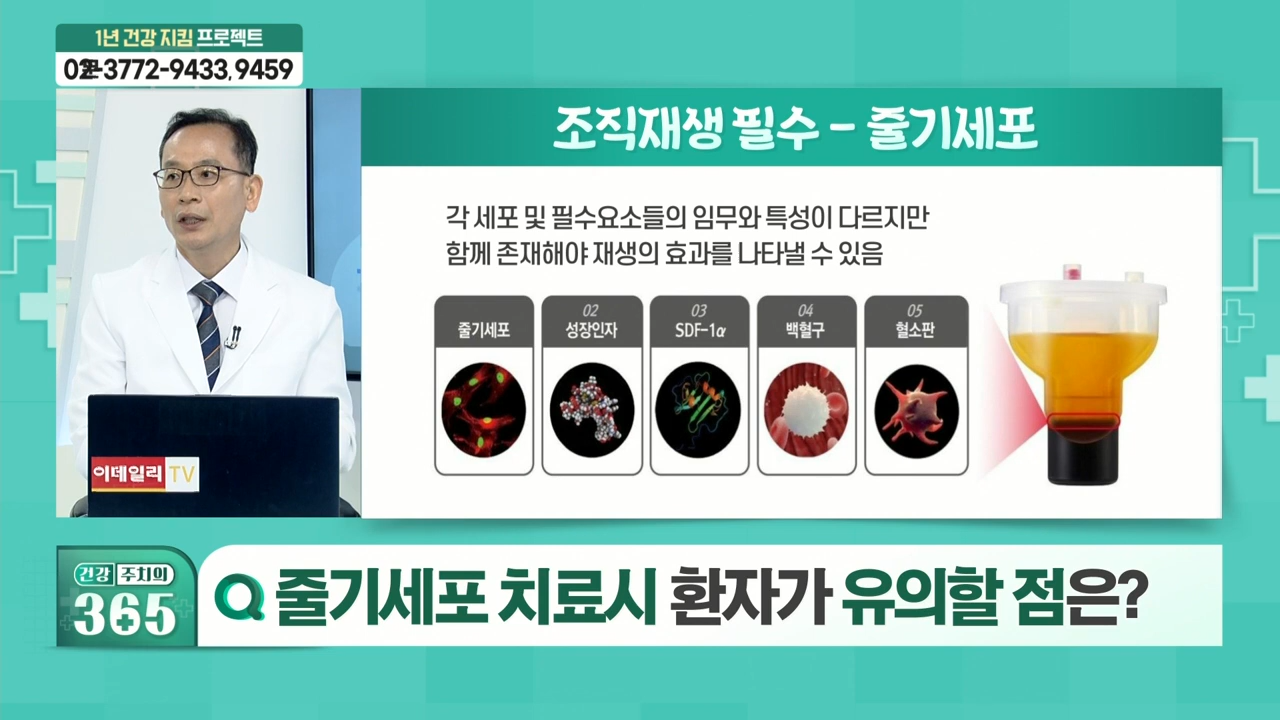 1년 건강 지킴 프로젝트
3772-9433, 9459
조직재생 필수 - 줄기세포
각 세포 및 필수요소들의 임무와 특성이 다르지만
함께 존재해야 재생의 효과를 나타낼 수 있음
02 03 04 05
줄기세포 성장인자 SDF-1α 백혈구 혈소판
이데일리 TV
건강 주치의
365
Q 줄기세포 치료시 환자가 유의할 점은?